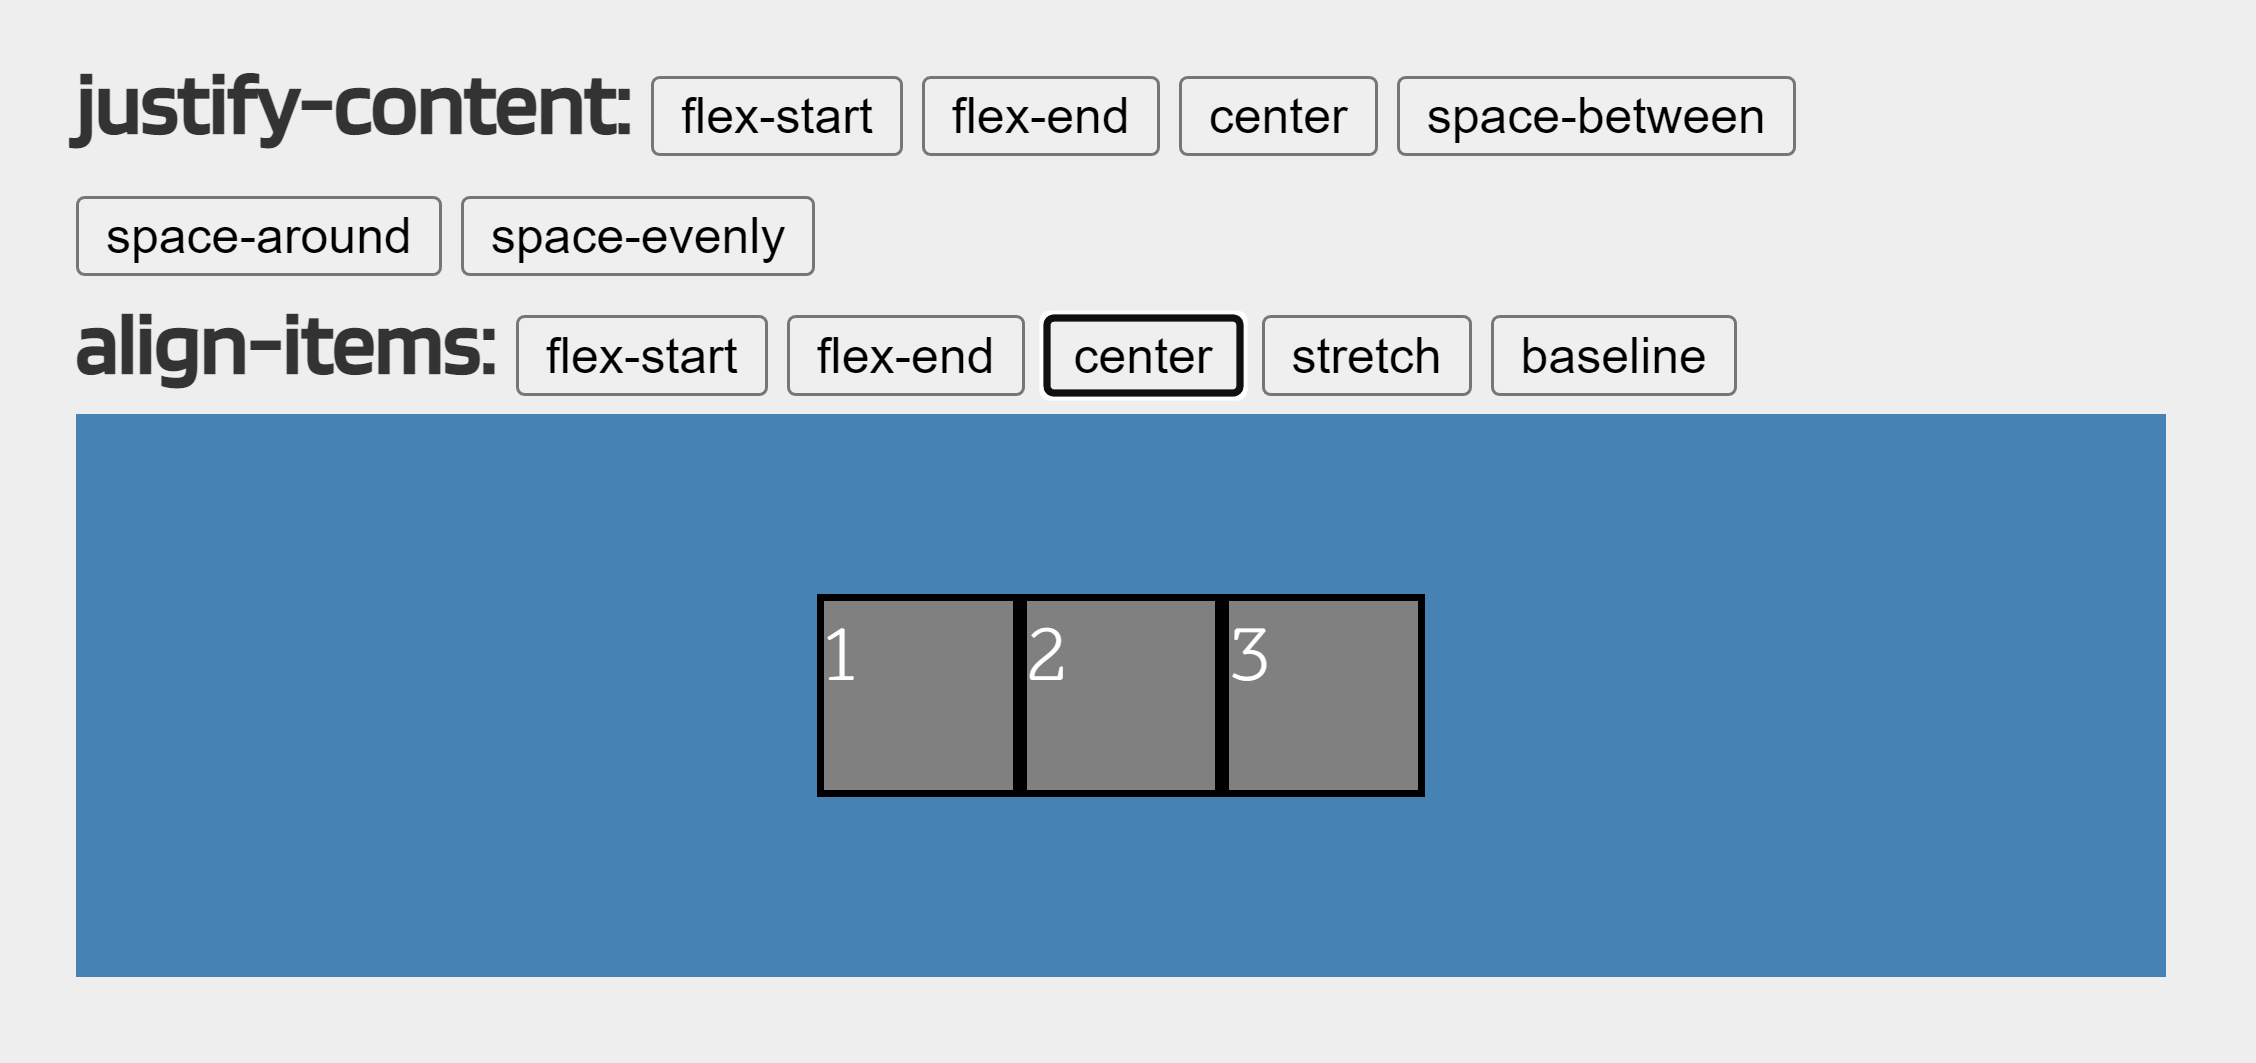 justify-content: flex-start flex-end center space-between
space-around space-evenly
align-items: flex-start flex-end center stretch baseline
1 2 3